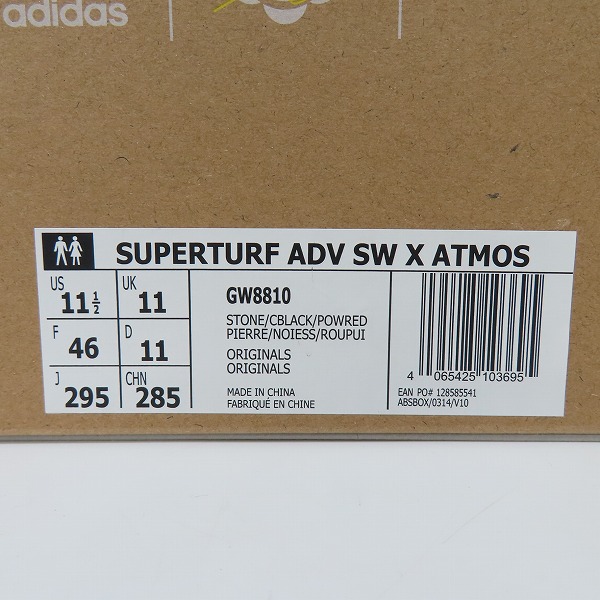 adidas
SUPERTURF ADV SW X ATMOS
US 11 1/2 UK 11
F 46 D 11
J 295 CHN 285
GW8810
STONE/CBLACK/POWRED
PIERRE/NOIESS/ROUPUI
ORIGINALS
ORIGINALS
MADE IN CHINA
FABRIQUÉ EN CHINE
4 065425 103695
EAN PO# 128585541
ABSBOX/0314/V10